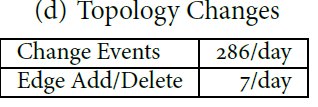 (d) Topology Changes
Change Events 286/day
Edge Add/Delete 7/day